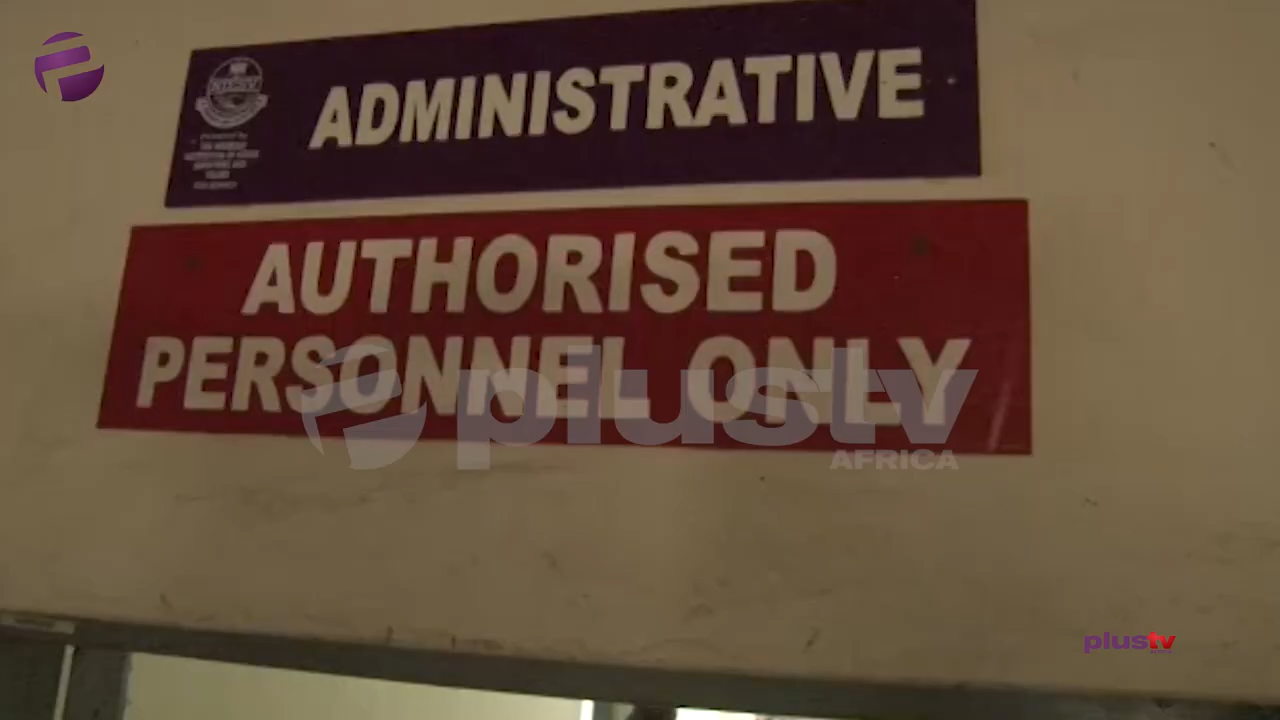 ADMINISTRATIVE
AUTHORISED
PERSONNEL ONLY
plustv
AFRICA
plustv